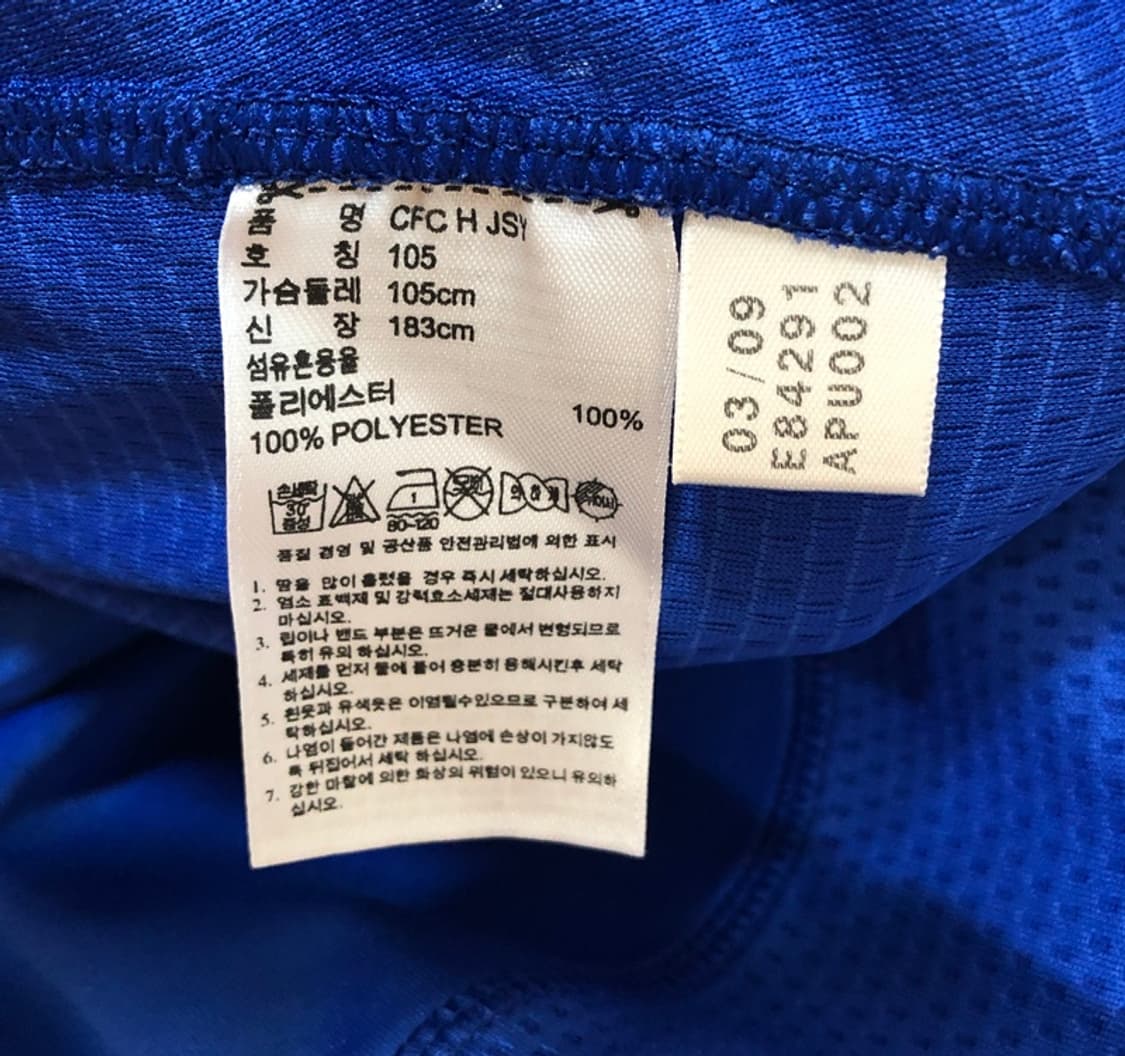 품 명 CFC H JSY
호 칭 105
가슴둘레 105cm
신 장 183cm
섬유혼용율
폴리에스터 100%
100% POLYESTER
손세탁 30° 중성
1 80~120
품질 경영 및 공산품 안전관리법에 의한 표시
1. 땀을 많이 흘렸을 경우 즉시 세탁하십시오.
2. 염소 표백제 및 강력효소세제는 절대사용하지
마십시오.
3. 립이나 밴드 부분은 뜨거운 물에서 변형되므로
특히 유의 하십시오.
4. 세제를 먼저 물에 풀어 충분히 용해시킨후 세탁
하십시오.
5. 흰옷과 유색옷은 이염될수있으므로 구분하여 세
탁하십시오.
6. 나염이 들어간 제품은 나염에 손상이 가지않도
록 뒤집어서 세탁 하십시오.
7. 강한 마찰에 의한 화상의 위험이 있으니 유의하
십시오.
03/09
E84291
APU002